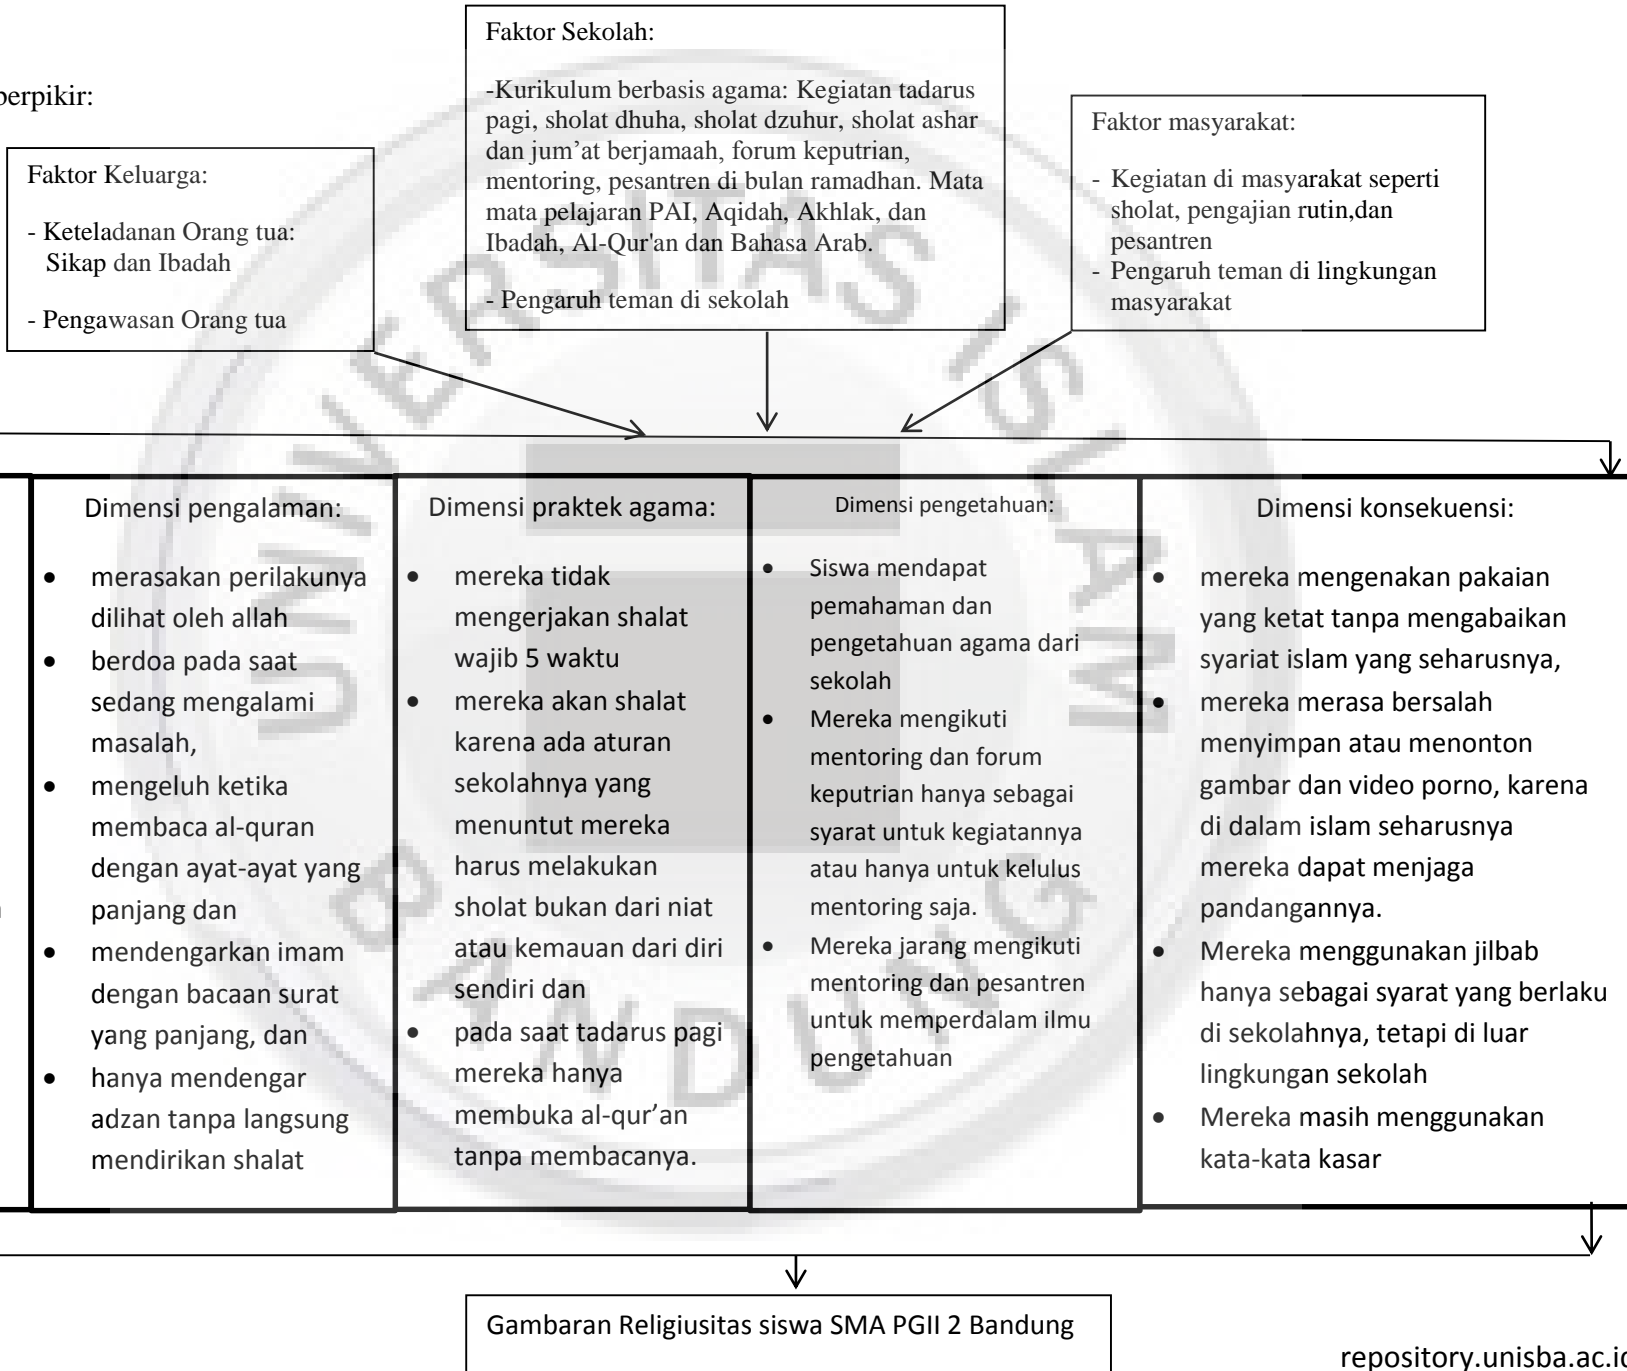 berpikir:
Faktor Keluarga:
- Keteladanan Orang tua:
Sikap dan Ibadah
- Pengawasan Orang tua
Faktor Sekolah:
-Kurikulum berbasis agama: Kegiatan tadarus
pagi, sholat dhuha, sholat dzuhur, sholat ashar
dan jum’at berjamaah, forum keputrian,
mentoring, pesantren di bulan ramadhan. Mata
mata pelajaran PAI, Aqidah, Akhlak, dan
Ibadah, Al-Qur'an dan Bahasa Arab.
- Pengaruh teman di sekolah
Faktor masyarakat:
- Kegiatan di masyarakat seperti
sholat, pengajian rutin,dan
pesantren
- Pengaruh teman di lingkungan
masyarakat
Dimensi pengalaman:
• merasakan perilakunya
dilihat oleh allah
• berdoa pada saat
sedang mengalami
masalah,
• mengeluh ketika
membaca al-quran
dengan ayat-ayat yang
panjang dan
• mendengarkan imam
dengan bacaan surat
yang panjang, dan
• hanya mendengar
adzan tanpa langsung
mendirikan shalat
Dimensi praktek agama:
• mereka tidak
mengerjakan shalat
wajib 5 waktu
• mereka akan shalat
karena ada aturan
sekolahnya yang
menuntut mereka
harus melakukan
sholat bukan dari niat
atau kemauan dari diri
sendiri dan
• pada saat tadarus pagi
mereka hanya
membuka al-qur’an
tanpa membacanya.
Dimensi pengetahuan:
• Siswa mendapat
pemahaman dan
pengetahuan agama dari
sekolah
• Mereka mengikuti
mentoring dan forum
keputrian hanya sebagai
syarat untuk kegiatannya
atau hanya untuk kelulus
mentoring saja.
• Mereka jarang mengikuti
mentoring dan pesantren
untuk memperdalam ilmu
pengetahuan
Dimensi konsekuensi:
• mereka mengenakan pakaian
yang ketat tanpa mengabaikan
syariat islam yang seharusnya,
• mereka merasa bersalah
menyimpan atau menonton
gambar dan video porno, karena
di dalam islam seharusnya
mereka dapat menjaga
pandangannya.
• Mereka menggunakan jilbab
hanya sebagai syarat yang berlaku
di sekolahnya, tetapi di luar
lingkungan sekolah
• Mereka masih menggunakan
kata-kata kasar
Gambaran Religiusitas siswa SMA PGII 2 Bandung
UNIVERSITAS ISLAM
BANDUNG
repository.unisba.ac.id